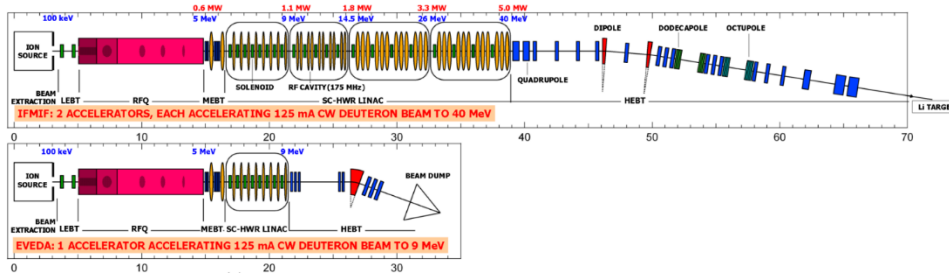 0.6 MW 1.1 MW 1.8 MW 3.3 MW 5.0 MW
100 keV 5 MeV 9 MeV 14.5 MeV 26 MeV 40 MeV
DIPOLE DODECAPOLE OCTUPOLE
ION
SOURCE
SOLENOID RF CAVITY(175 MHz) QUADRUPOLE
BEAM
EXTRACTION LEBT RFQ MEBT SC-HWR LINAC HEBT Li TARGE
IFMIF: 2 ACCELERATORS, EACH ACCELERATING 125 mA CW DEUTERON BEAM TO 40 MeV
0 10 20 30 40 50 60 70
100 keV 5 MeV 9 MeV
ION
SOURCE
BEAM DUMP
BEAM
EXTRACTION LEBT RFQ MEBT SC-HWR LINAC HEBT
EVEDA: 1 ACCELERATOR ACCELERATING 125 mA CW DEUTERON BEAM TO 9 MeV
0 10 20 30